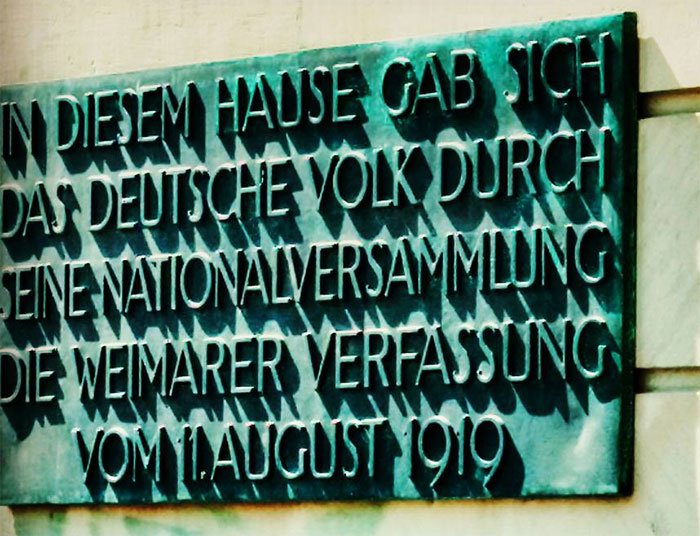 IN DIESEM HAUSE GAB SICH
DAS DEUTSCHE VOLK DURCH
SEINE NATIONALVERSAMMLUNG
DIE WEIMARER VERFASSUNG
VOM 11. AUGUST 1919